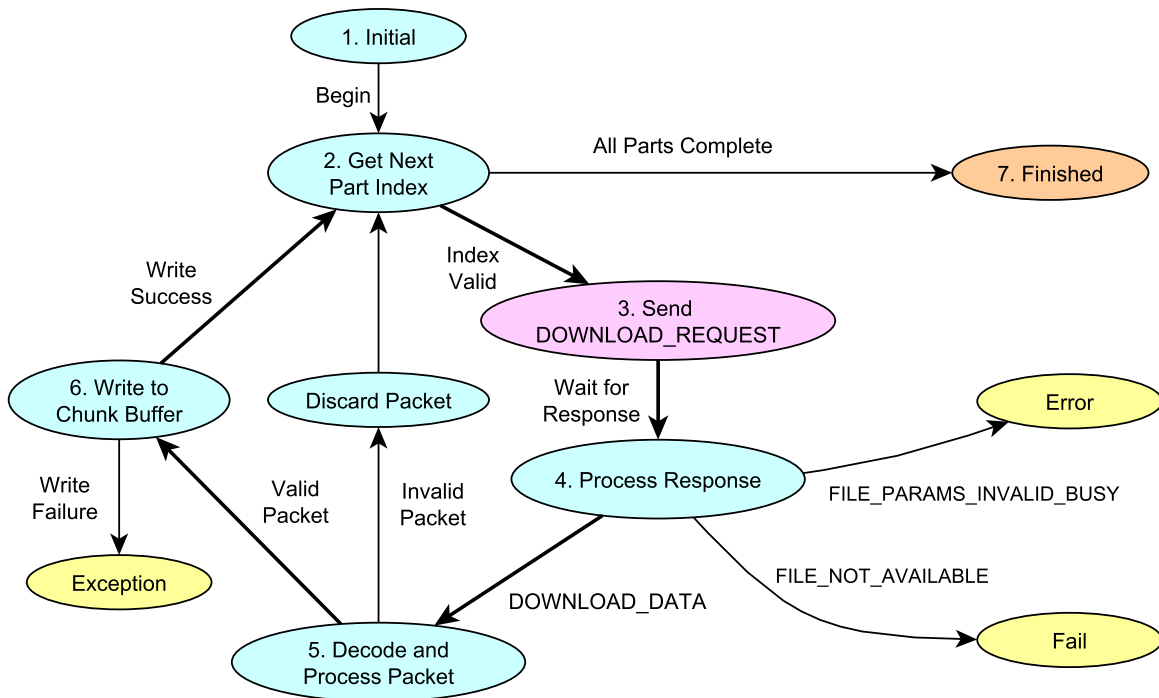 1. Initial
Begin
2. Get Next
Part Index
All Parts Complete
7. Finished
Index
Valid
Write
Success
3. Send
DOWNLOAD_REQUEST
6. Write to
Chunk Buffer
Discard Packet
Wait for
Response
Error
4. Process Response
FILE_PARAMS_INVALID_BUSY
Write
Failure
Valid
Packet
Invalid
Packet
Exception
FILE_NOT_AVAILABLE
DOWNLOAD_DATA
5. Decode and
Process Packet
Fail